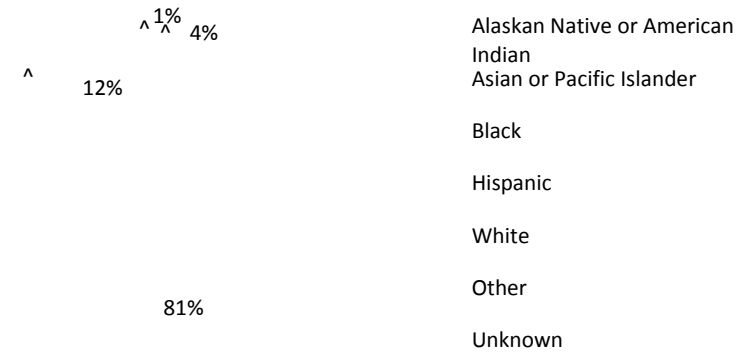 ^ 1%
^ 4%
^
12%
81%
Alaskan Native or American
Indian
Asian or Pacific Islander
Black
Hispanic
White
Other
Unknown